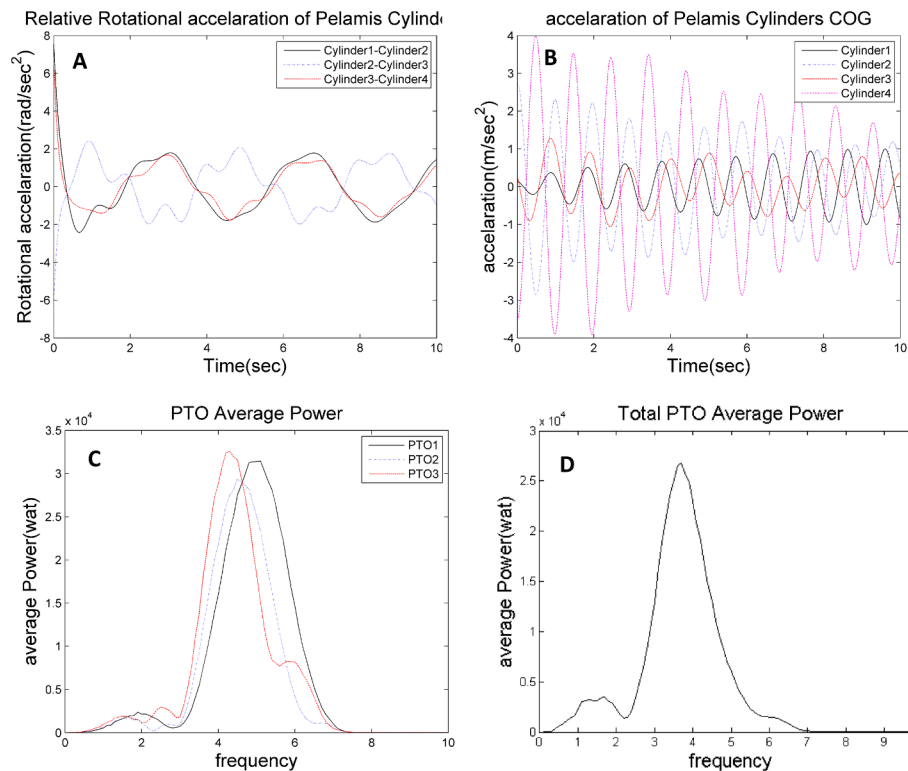 Relative Rotational accelaration of Pelamis Cylinde
A
Cylinder1-Cylinder2
Cylinder2-Cylinder3
Cylinder3-Cylinder4
Rotational accelaration(rad/sec²)
8
6
4
2
0
-2
-4
-6
-8
0 2 4 6 8 10
Time(sec)
accelaration of Pelamis Cylinders COG
B
Cylinder1
Cylinder2
Cylinder3
Cylinder4
accelaration(m/sec²)
4
3
2
1
0
-1
-2
-3
-4
0 2 4 6 8 10
Time(sec)
PTO Average Power
x 10⁴
C
PTO1
PTO2
PTO3
average Power(wat)
3.5
3
2.5
2
1.5
1
0.5
0
0 2 4 6 8 10
frequency
Total PTO Average Power
x 10⁴
D
average Power(wat)
3
2.5
2
1.5
1
0.5
0
0 1 2 3 4 5 6 7 8 9
frequency